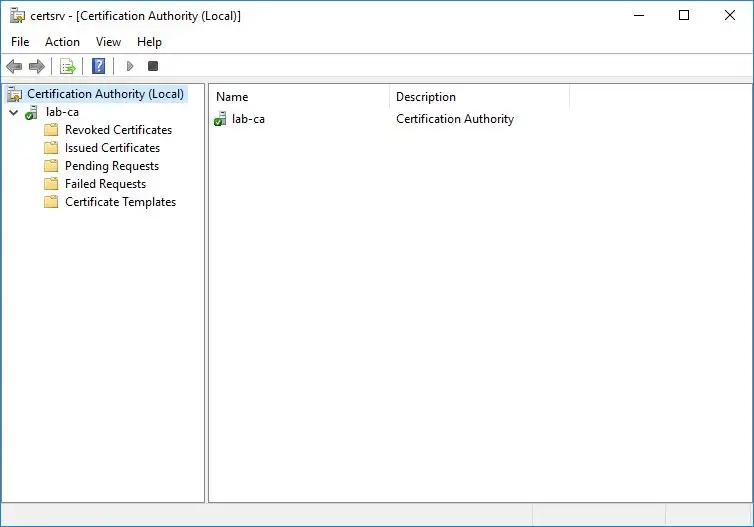 certsrv - [Certification Authority (Local)]
File Action View Help
Certification Authority (Local)
lab-ca
Revoked Certificates
Issued Certificates
Pending Requests
Failed Requests
Certificate Templates
Name Description
lab-ca Certification Authority